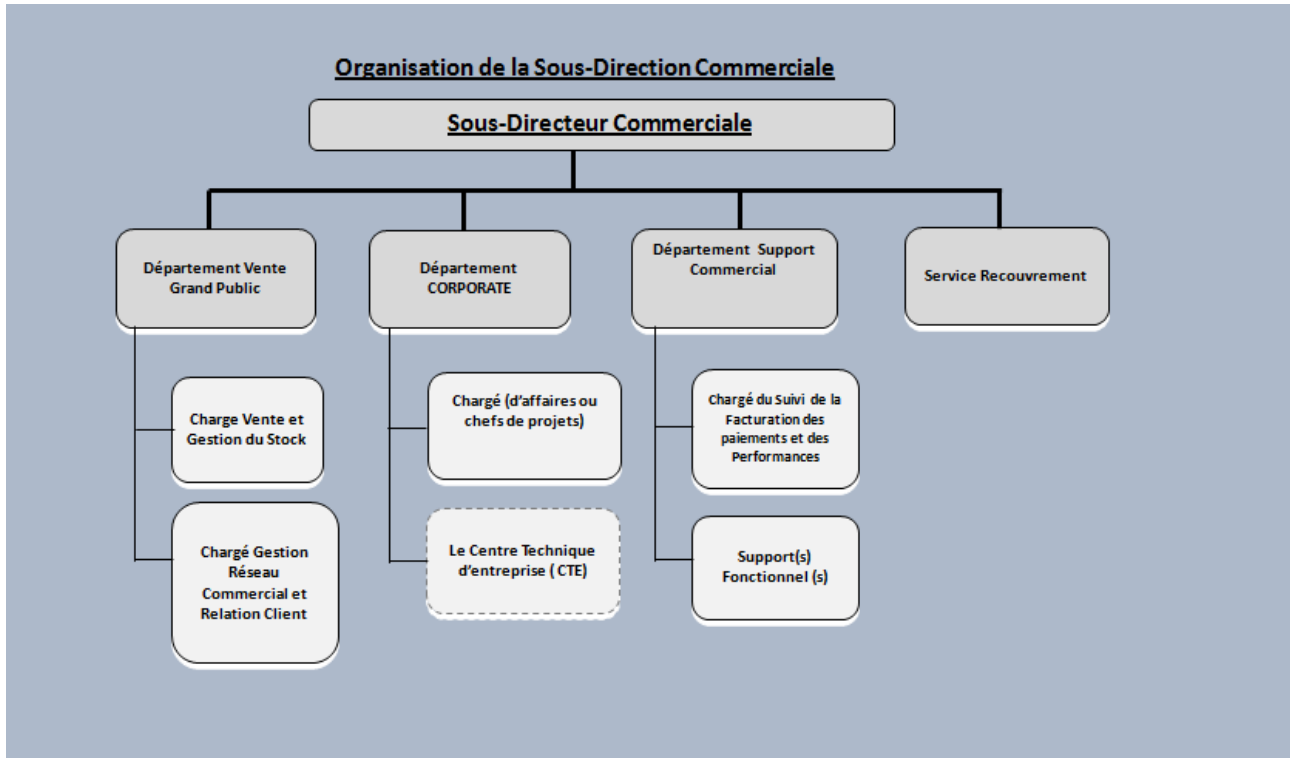 Organisation de la Sous-Direction Commerciale
Sous-Directeur Commerciale
Département Vente
Grand Public
Département
CORPORATE
Département Support
Commercial
Service Recouvrement
Charge Vente et
Gestion du Stock
Chargé (d'affaires ou
chefs de projets)
Chargé du Suivi de la
Facturation des
paiements et des
Performances
Chargé Gestion
Réseau
Commercial et
Relation Client
Le Centre Technique
d'entreprise ( CTE)
Support(s)
Fonctionnel (s)